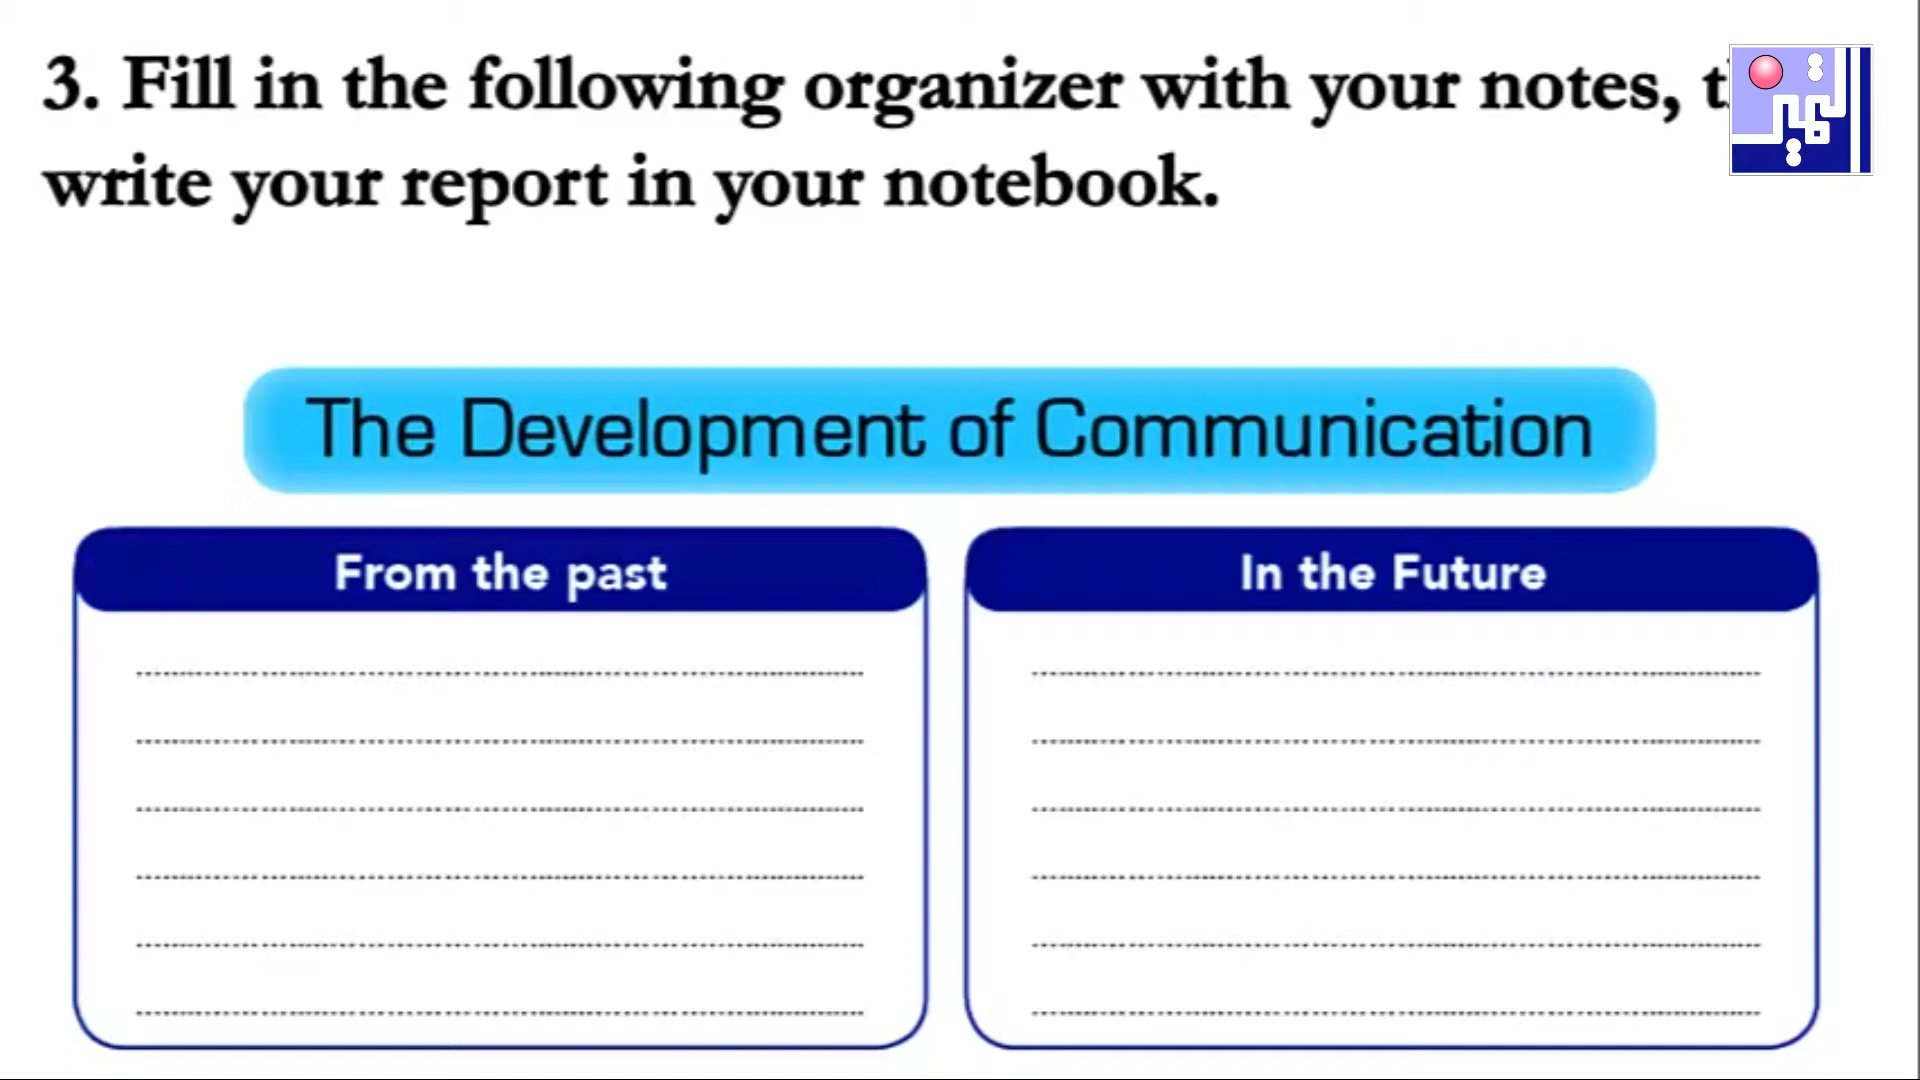 3. Fill in the following organizer with your notes,
write your report in your notebook.
The Development of Communication
From the past
In the Future